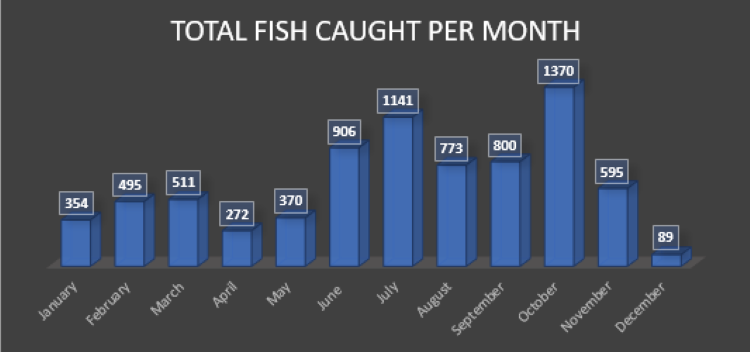 TOTAL FISH CAUGHT PER MONTH
354
495
511
272
370
906
1141
773
800
1370
595
89
January
February
March
April
May
June
July
August
September
October
November
December